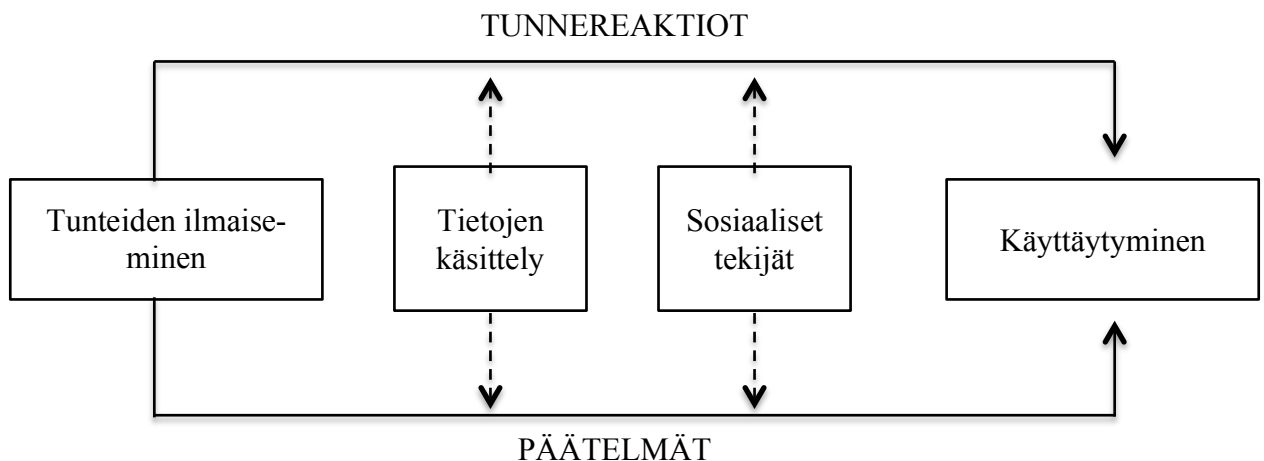 TUNNEREAKTIOT
Tunteiden ilmaise-
minen
Tietojen
käsittely
Sosiaaliset
tekijät
Käyttäytyminen
PÄÄTELMÄT